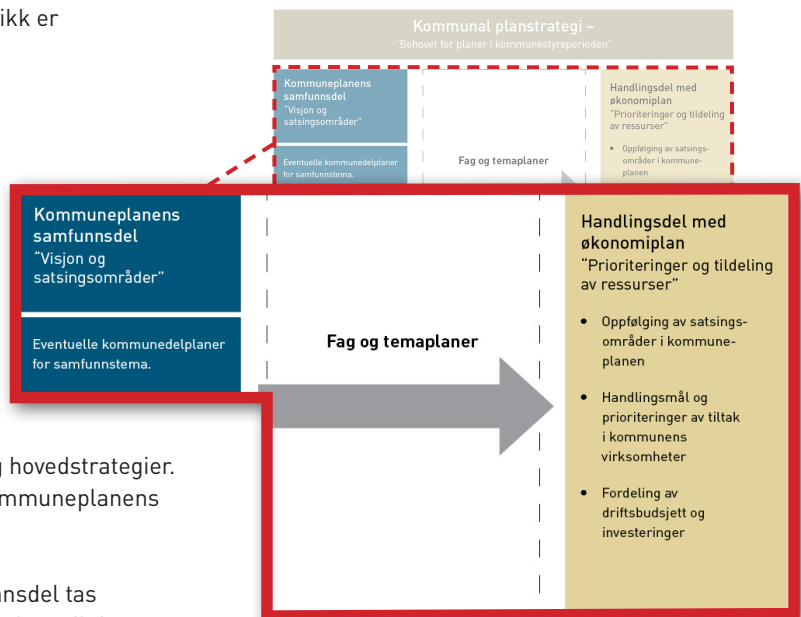 ikk er
Kommunal planstrategi –
"Behovet for planer i kommunestyreperioden"
Kommuneplanens
samfunnsdel
"Visjon og
satsingsområder"
Eventuelle kommunedelplaner
for samfunnstema.
Fag og temaplaner
Handlingsdel med
økonomiplan
"Prioriteringer og tildeling
av ressurser"
• Oppfølging av satsings-
områder i kommune-
planen
Kommuneplanens
samfunnsdel
"Visjon og
satsingsområder"
Eventuelle kommunedelplaner
for samfunnstema.
Fag og temaplaner
Handlingsdel med
økonomiplan
"Prioriteringer og tildeling
av ressurser"
• Oppfølging av satsings-
områder i kommune-
planen
• Handlingsmål og
prioriteringer av tiltak
i kommunens
virksomheter
• Fordeling av
driftsbudsjett og
investeringer
hovedstrategier.
mmuneplanens
nsdel tas